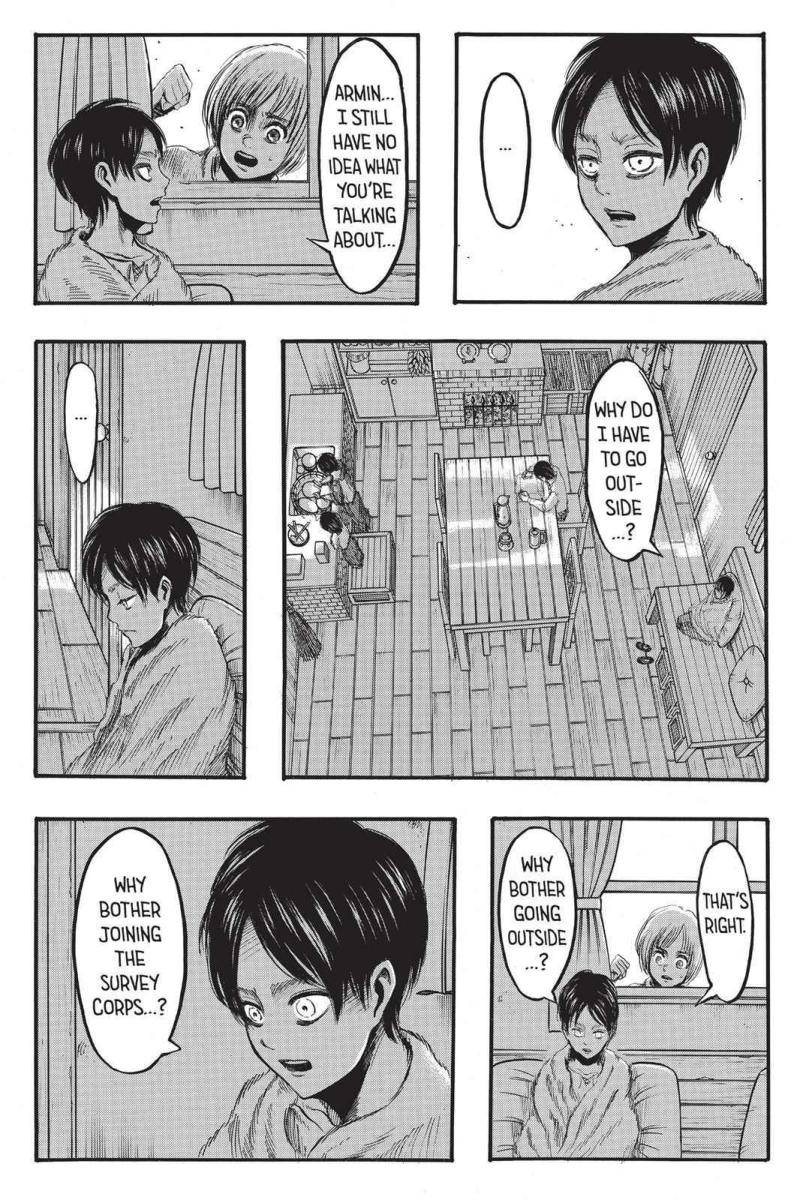 ...
ARMIN...
I STILL
HAVE NO
IDEA WHAT
YOU'RE
TALKING
ABOUT...
WHY DO
I HAVE
TO GO
OUT-
SIDE
...?
...
THAT'S
RIGHT.
WHY
BOTHER
GOING
OUTSIDE
...?
WHY
BOTHER
JOINING
THE
SURVEY
CORPS...?